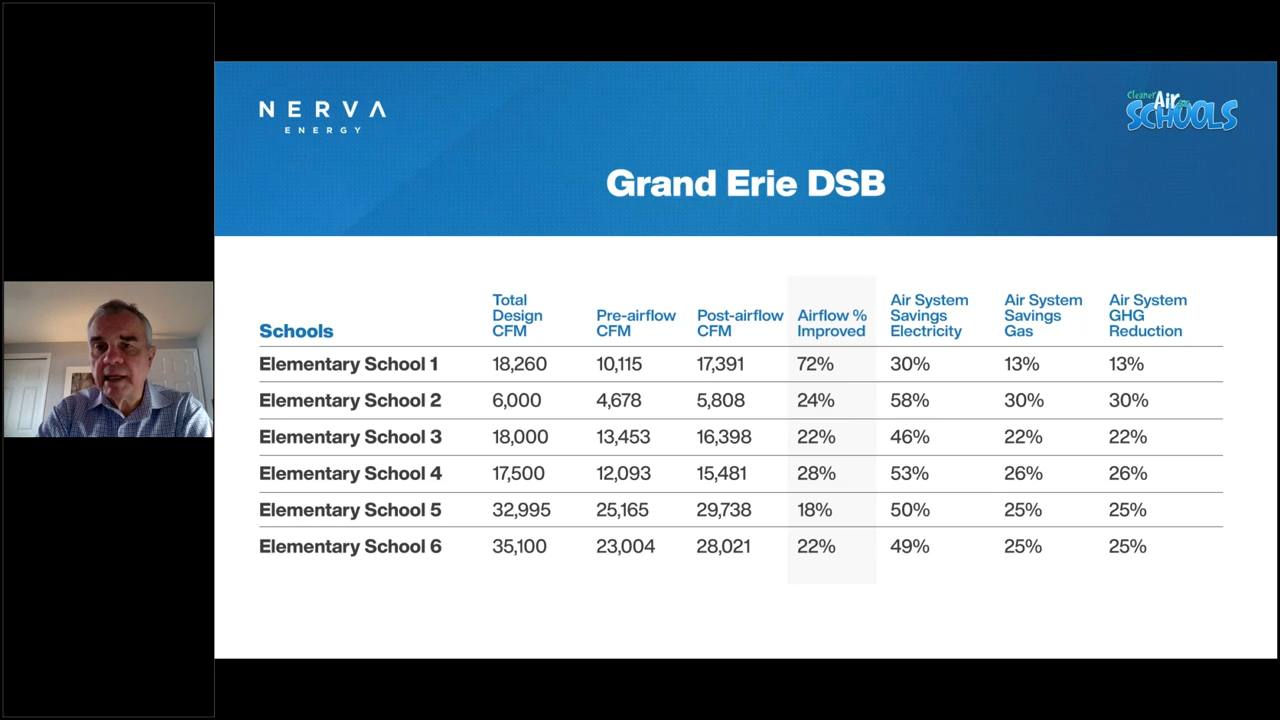 NERVA
ENERGY
Cleaner Air for SCHOOLS
Grand Erie DSB
Schools
Total Design CFM
Pre-airflow CFM
Post-airflow CFM
Airflow % Improved
Air System Savings Electricity
Air System Savings Gas
Air System GHG Reduction
Elementary School 1 18,260 10,115 17,391 72% 30% 13% 13%
Elementary School 2 6,000 4,678 5,808 24% 58% 30% 30%
Elementary School 3 18,000 13,453 16,398 22% 46% 22% 22%
Elementary School 4 17,500 12,093 15,481 28% 53% 26% 26%
Elementary School 5 32,995 25,165 29,738 18% 50% 25% 25%
Elementary School 6 35,100 23,004 28,021 22% 49% 25% 25%